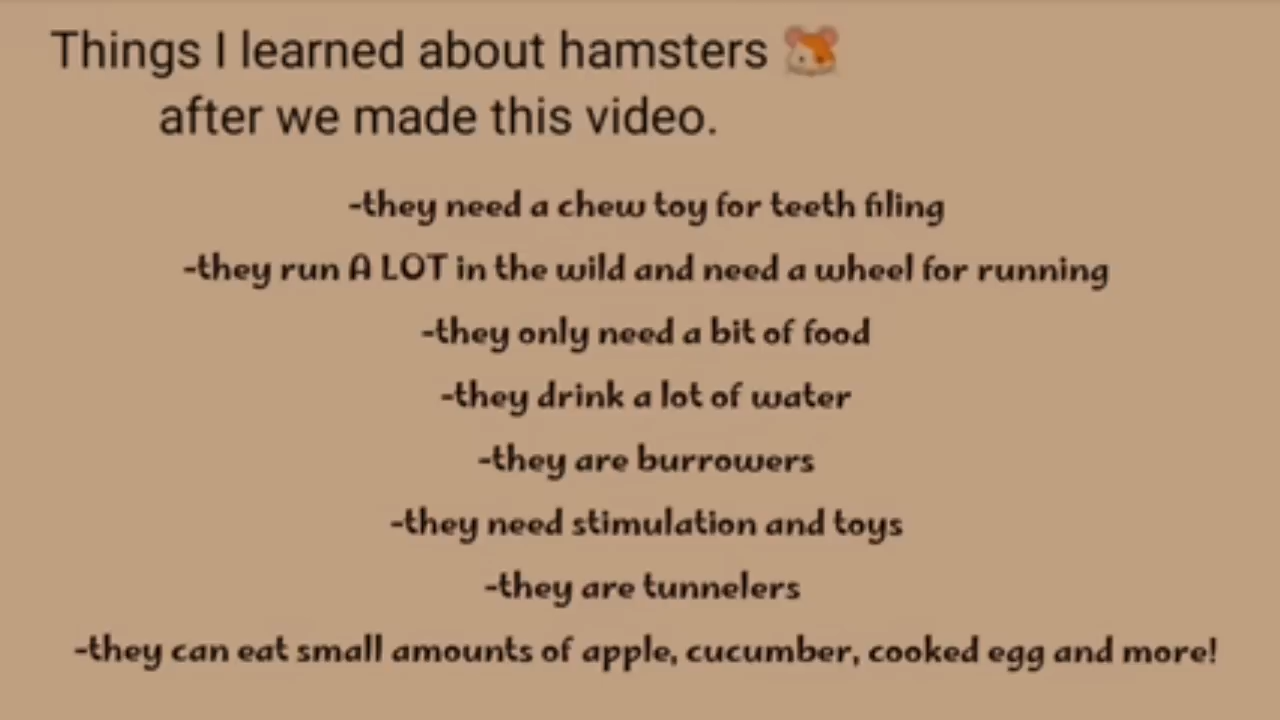 Things I learned about hamsters 🐹
after we made this video.
-they need a chew toy for teeth filing
-they run A LOT in the wild and need a wheel for running
-they only need a bit of food
-they drink a lot of water
-they are burrowers
-they need stimulation and toys
-they are tunnelers
-they can eat small amounts of apple, cucumber, cooked egg and more!